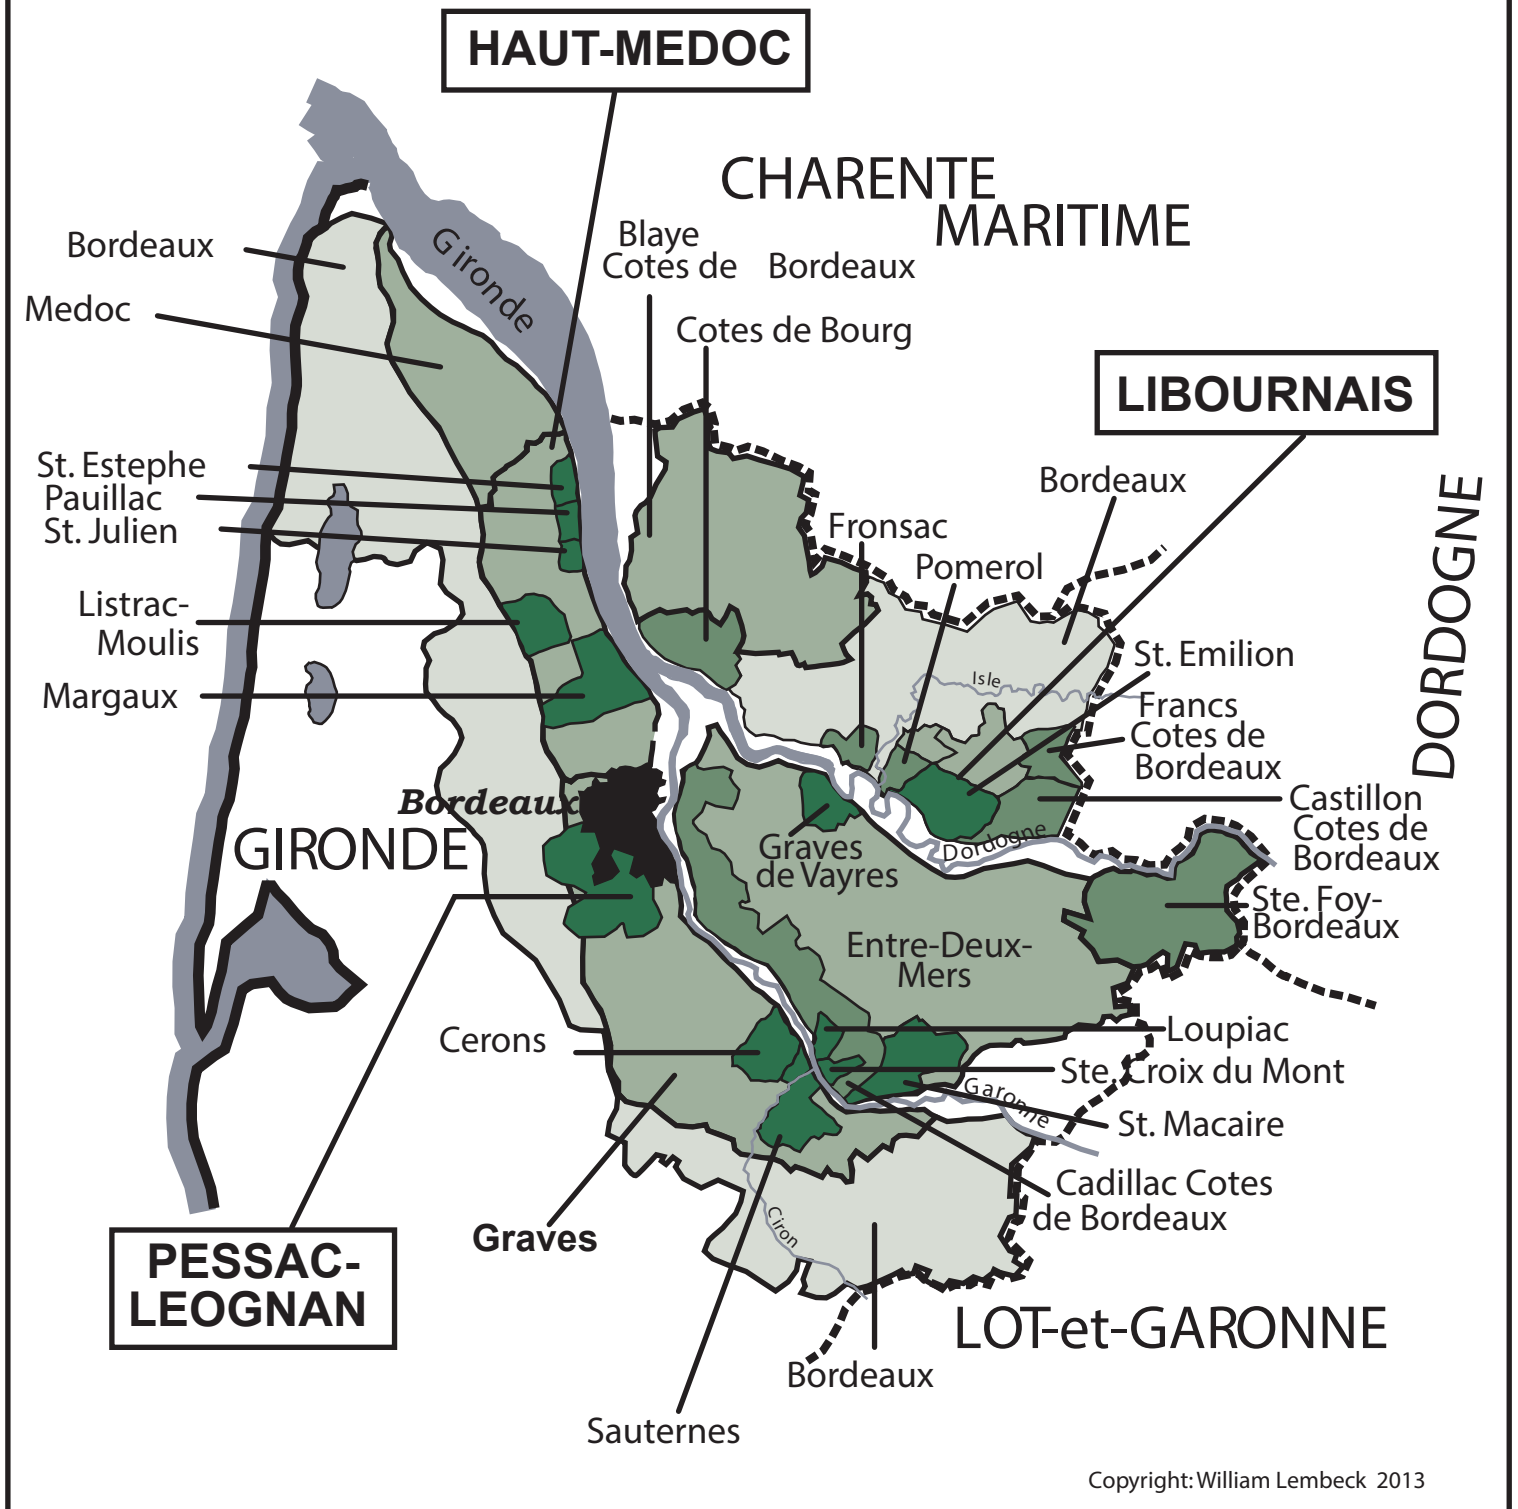 HAUT-MEDOC
CHARENTE
MARITIME
Bordeaux
Medoc
Gironde
Blaye
Cotes de Bordeaux
Cotes de Bourg
LIBOURNAIS
St. Estephe
Pauillac
St. Julien
Bordeaux
Fronsac
Pomerol
DORDOGNE
Listrac-
Moulis
Margaux
Isle
St. Emilion
Francs
Cotes de
Bordeaux
Bordeaux
GIRONDE
Castillon
Cotes de
Bordeaux
Graves
de Vayres
Dordogne
Ste. Foy-
Bordeaux
Entre-Deux-
Mers
Cerons
Loupiac
Ste. Croix du Mont
Garonne
St. Macaire
Cadillac Cotes
de Bordeaux
Ciron
Graves
PESSAC-
LEOGNAN
LOT-et-GARONNE
Bordeaux
Sauternes
Copyright: William Lembeck 2013